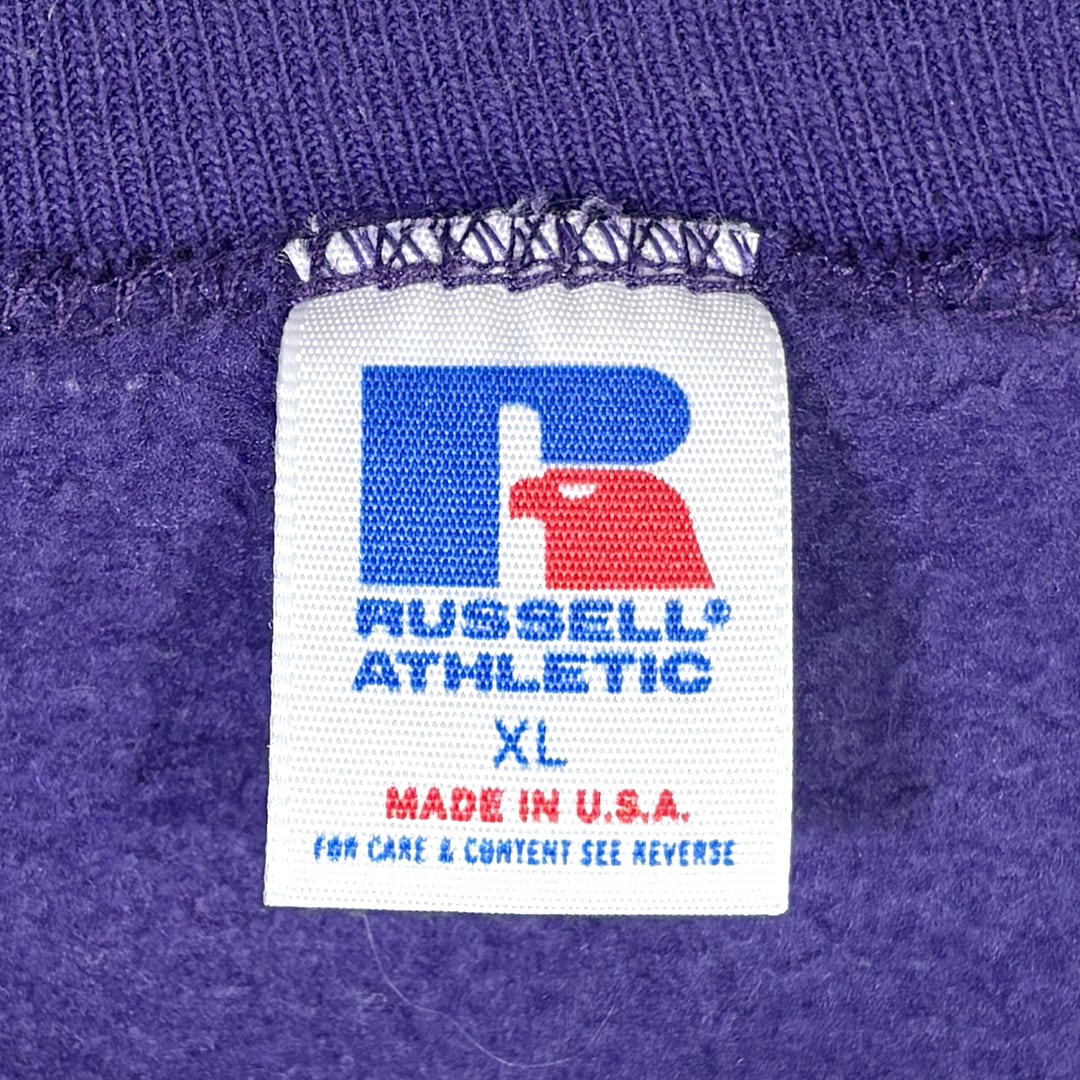 R
RUSSELL®
ATHLETIC
XL
MADE IN U.S.A.
FOR CARE & CONTENT SEE REVERSE